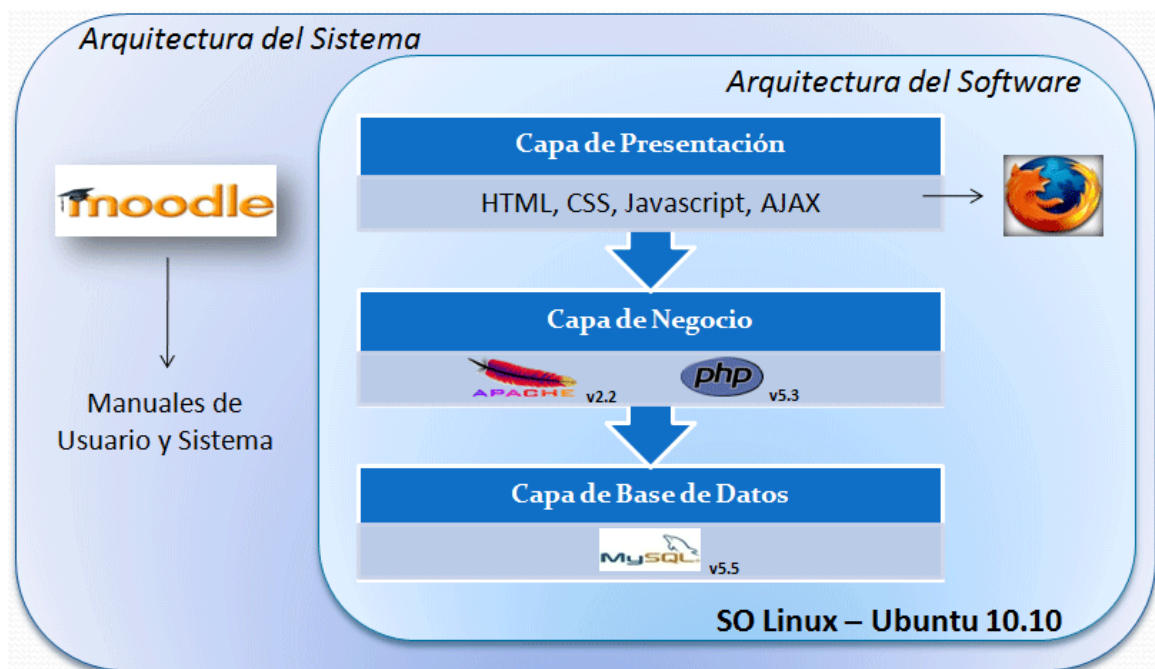 Arquitectura del Sistema
Arquitectura del Software
Capa de Presentación
moodle
HTML, CSS, Javascript, AJAX
Capa de Negocio
APACHE v2.2
php v5.3
Manuales de
Usuario y Sistema
Capa de Base de Datos
MySQL v5.5
SO Linux – Ubuntu 10.10